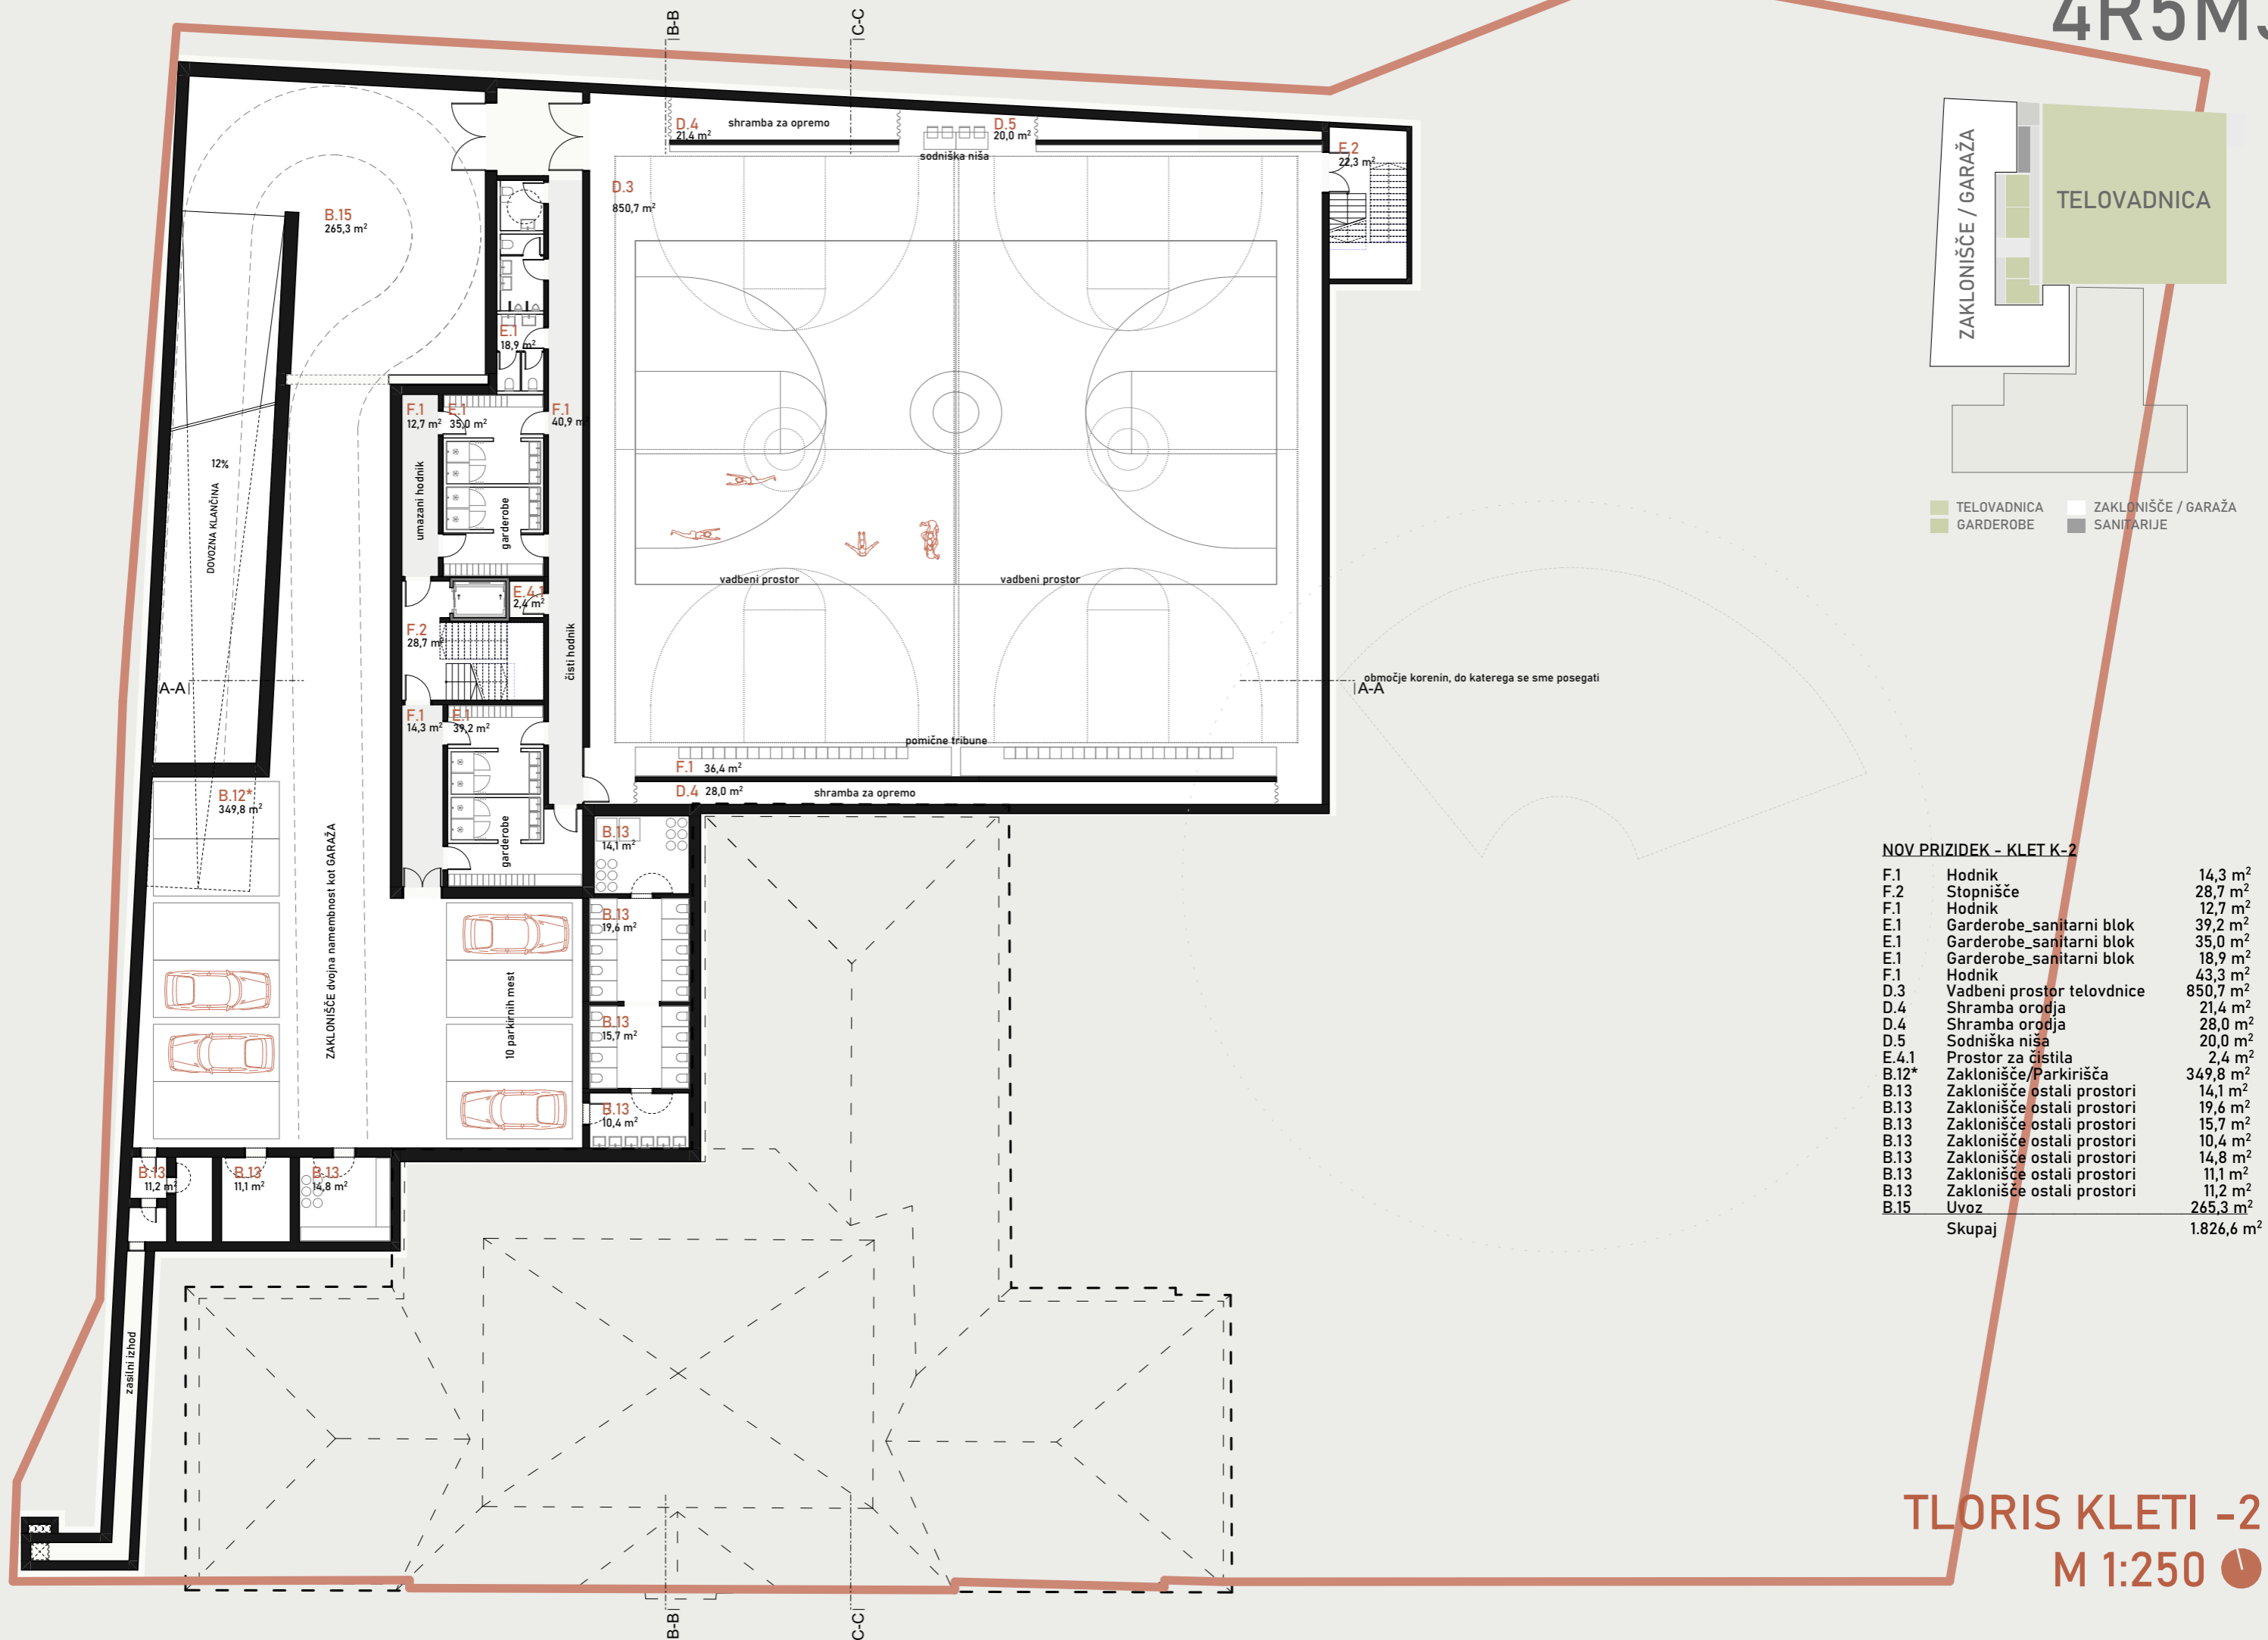 4R5M
B-B
C-C
D.4
21,4 m²
shramba za opremo
D.5
20,0 m²
sodniška niša
E.2
22,3 m²
D.3
850,7 m²
B.15
265,3 m²
E.1
18,9 m²
F.1
12,7 m²
E.1
35,0 m²
F.1
40,9 m
12%
DOVOZNA KLANČINA
umazani hodnik
garderobe
vadbeni prostor
vadbeni prostor
E.4.1
2,4 m²
F.2
28,7 m²
čisti hodnik
A-A
A-A
območje korenin, do katerega se sme posegati
F.1
14,3 m²
E.1
39,2 m²
pomične tribune
F.1 36,4 m²
D.4 28,0 m²
shramba za opremo
B.12*
349,8 m²
ZAKLONIŠČE dvojna namembnost kot GARAŽA
garderobe
B.13
14,1 m²
B.13
19,6 m²
10 parkirnih mest
B.13
15,7 m²
B.13
10,4 m²
B.13
11,2 m²
B.13
11,1 m²
B.13
14,8 m²
zasilni izhod
B-B
C-C
ZAKLONIŠČE / GARAŽA
TELOVADNICA
TELOVADNICA
ZAKLONIŠČE / GARAŽA
GARDEROBE
SANITARIJE
NOV PRIZIDEK - KLET K-2
F.1 Hodnik 14,3 m²
F.2 Stopnišče 28,7 m²
F.1 Hodnik 12,7 m²
E.1 Garderobe_sanitarni blok 39,2 m²
E.1 Garderobe_sanitarni blok 35,0 m²
E.1 Garderobe_sanitarni blok 18,9 m²
F.1 Hodnik 43,3 m²
D.3 Vadbeni prostor telovdnice 850,7 m²
D.4 Shramba orodja 21,4 m²
D.4 Shramba orodja 28,0 m²
D.5 Sodniška niša 20,0 m²
E.4.1 Prostor za čistila 2,4 m²
B.12* Zaklonišče/Parkirišča 349,8 m²
B.13 Zaklonišče ostali prostori 14,1 m²
B.13 Zaklonišče ostali prostori 19,6 m²
B.13 Zaklonišče ostali prostori 15,7 m²
B.13 Zaklonišče ostali prostori 10,4 m²
B.13 Zaklonišče ostali prostori 14,8 m²
B.13 Zaklonišče ostali prostori 11,1 m²
B.13 Zaklonišče ostali prostori 11,2 m²
B.15 Uvoz 265,3 m²
Skupaj 1.826,6 m²
TLORIS KLETI -2
M 1:250